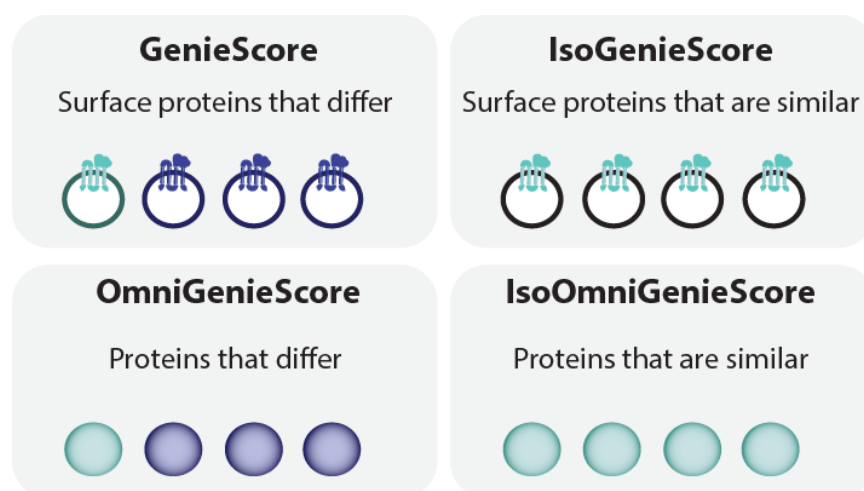 GenieScore
Surface proteins that differ
IsoGenieScore
Surface proteins that are similar
OmniGenieScore
Proteins that differ
IsoOmniGenieScore
Proteins that are similar